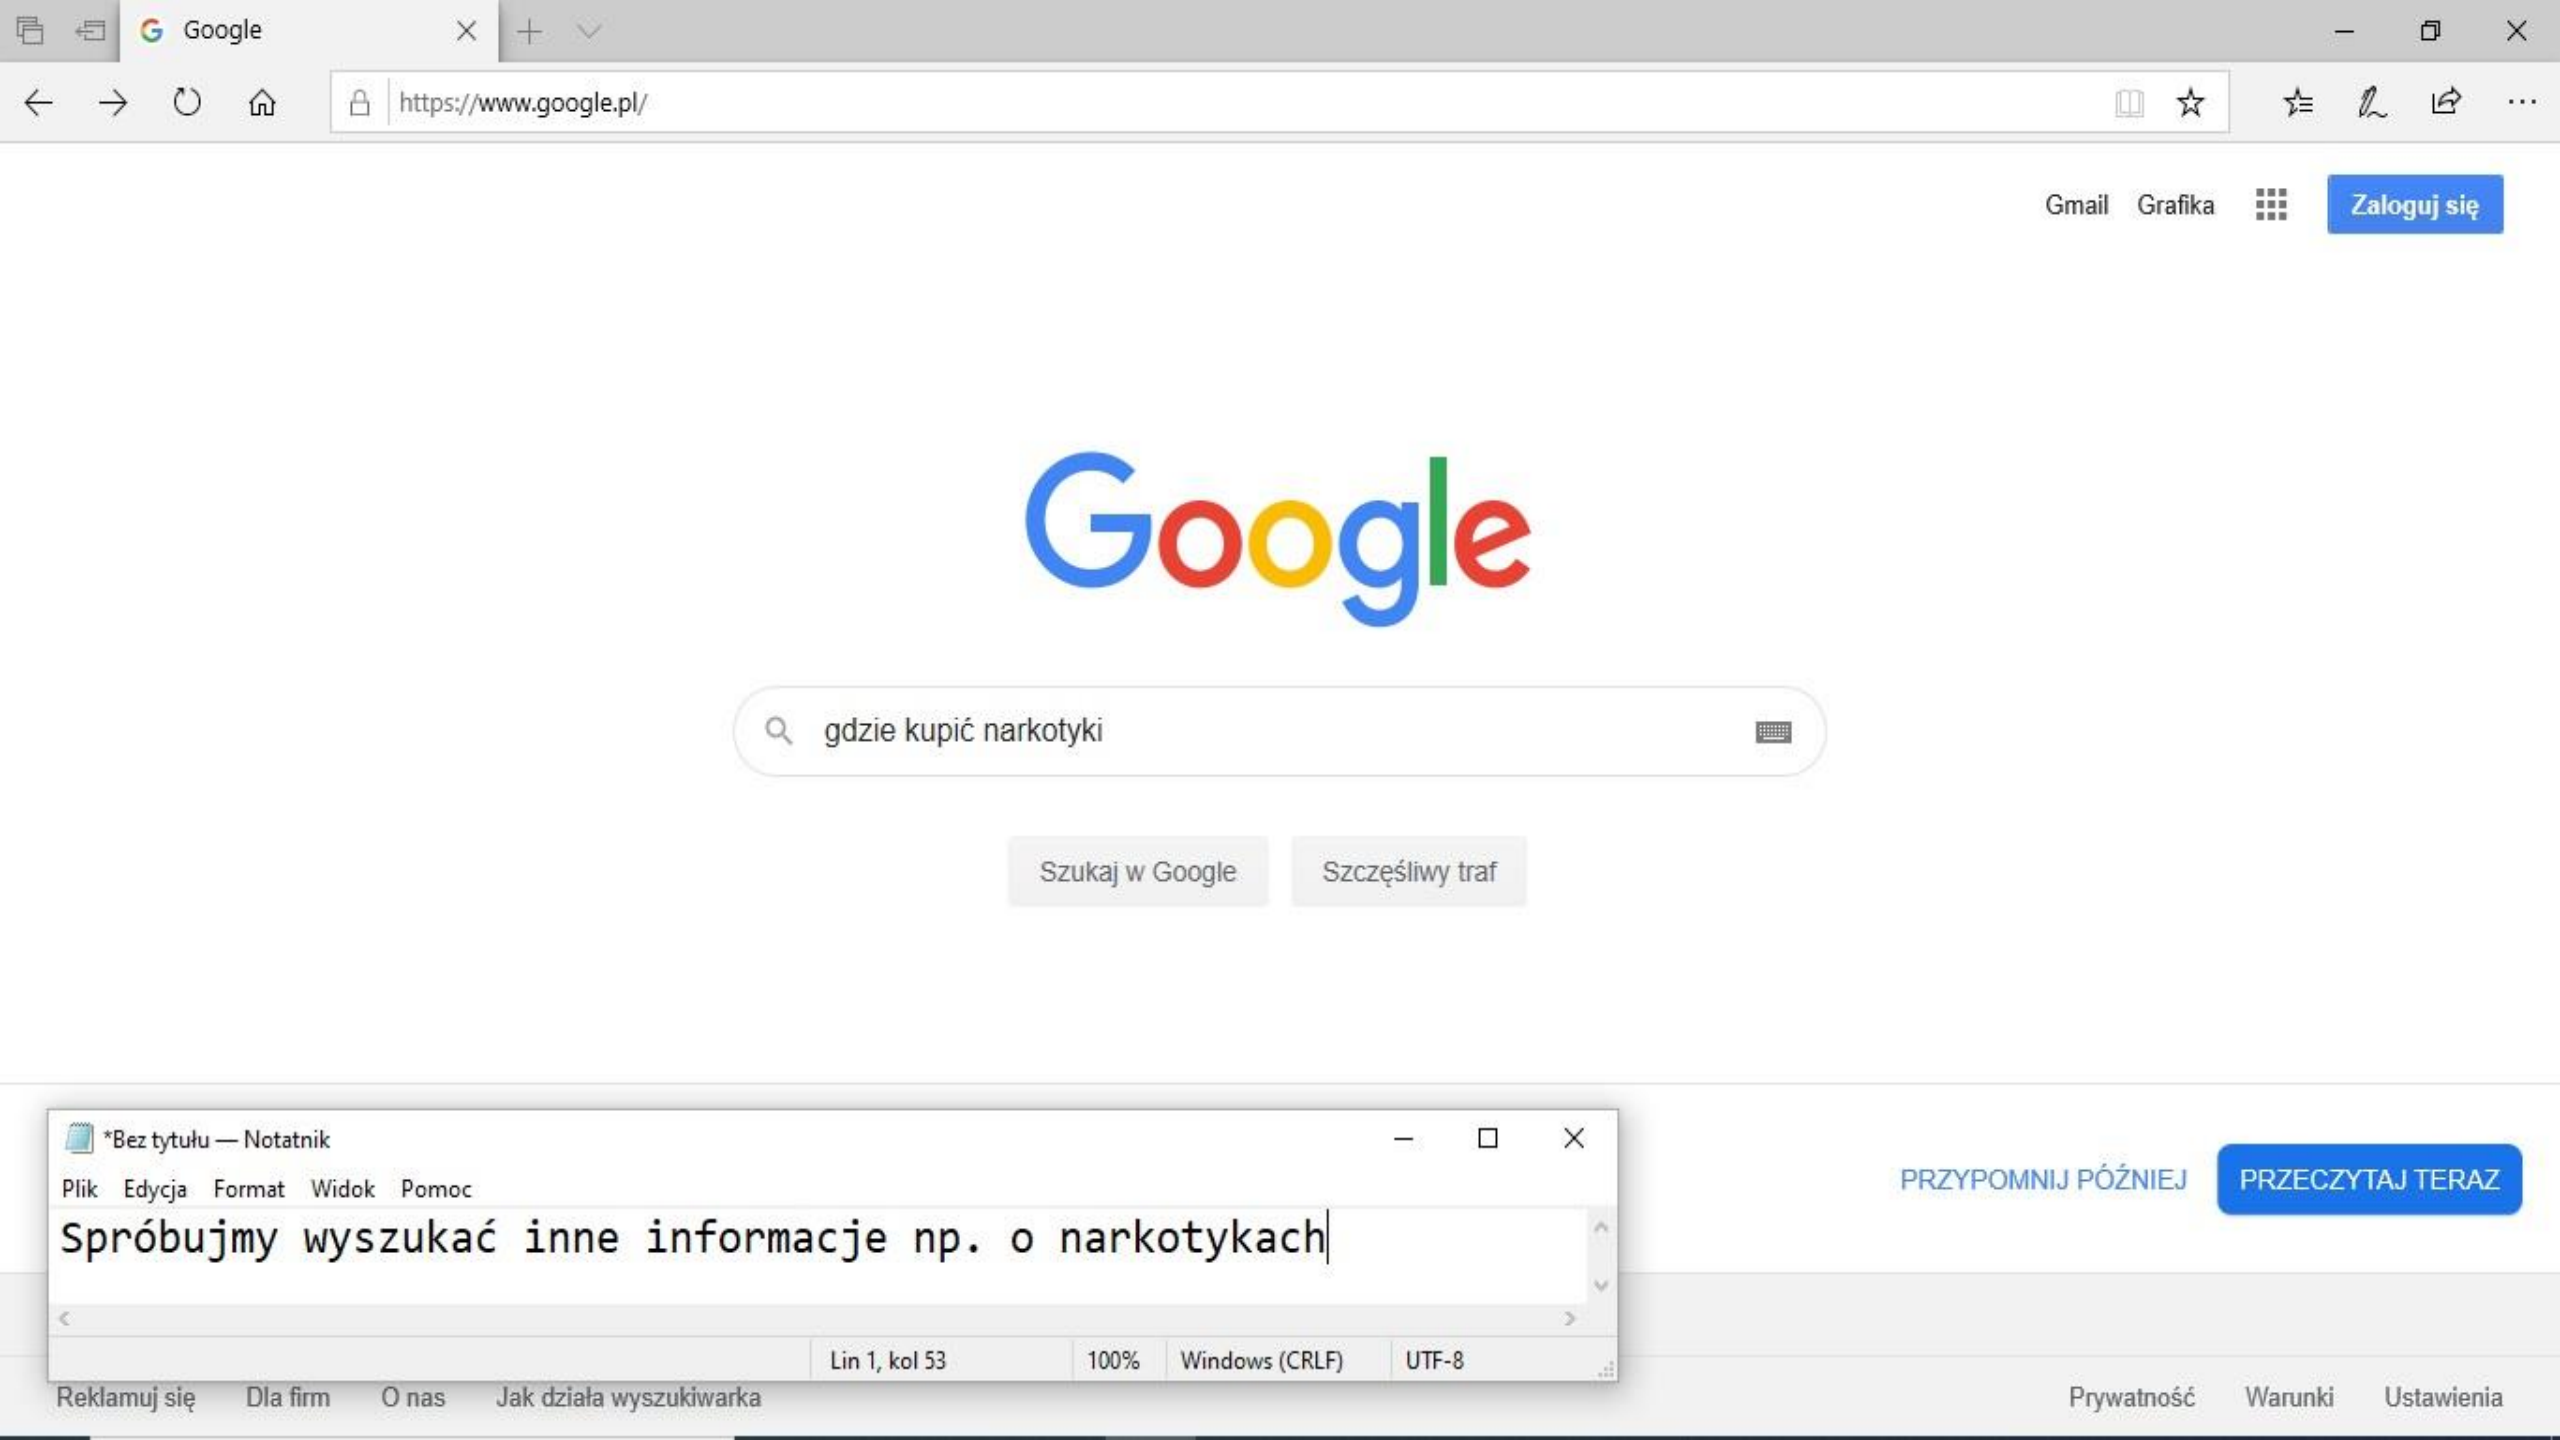 Google
https://www.google.pl/
Gmail Grafika Zaloguj się
Google
gdzie kupić narkotyki
Szukaj w Google Szczęśliwy traf
*Bez tytułu — Notatnik
Plik Edycja Format Widok Pomoc
PRZYPOMNIJ PÓŹNIEJ PRZECZYTAJ TERAZ
Spróbujmy wyszukać inne informacje np. o narkotykach
Lin 1, kol 53 100% Windows (CRLF) UTF-8
Reklamuj się Dla firm O nas Jak działa wyszukiwarka Prywatność Warunki Ustawienia